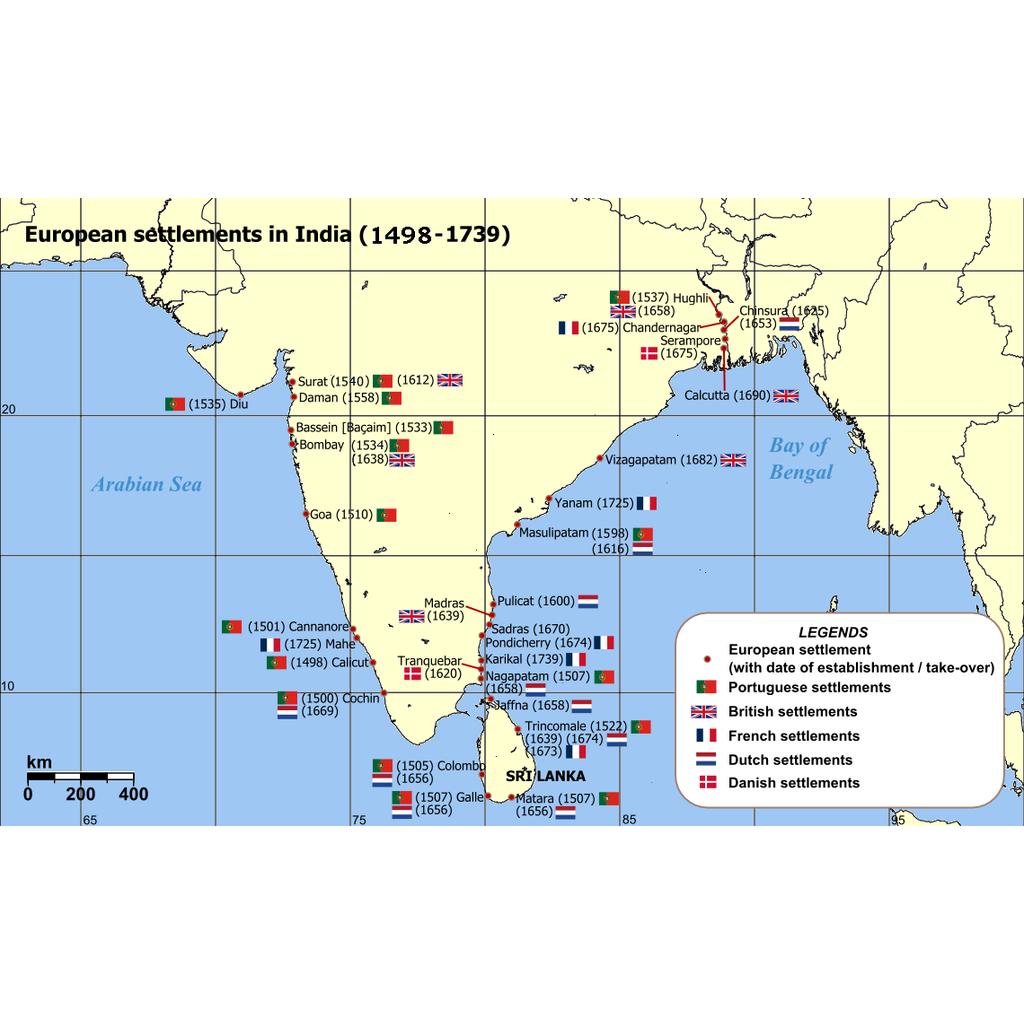 European settlements in India (1498-1739)
(1537) Hughli
(1658)
Chinsura (1625)
(1653)
(1675) Chandernagar
Serampore
(1675)
Surat (1540) (1612)
Daman (1558)
Calcutta (1690)
(1535) Diu
20
Bassein [Baçaim] (1533)
Bombay (1534)
(1638)
Bay of
Bengal
Vizagapatam (1682)
Arabian Sea
Yanam (1725)
Goa (1510)
Masulipatam (1598)
(1616)
Pulicat (1600)
Madras
(1639)
(1501) Cannanore
Sadras (1670)
(1725) Mahe
Pondicherry (1674)
(1498) Calicut
Karikal (1739)
Tranquebar
(1620)
Nagapatam (1507)
(1658)
10
(1500) Cochin
(1669)
Jaffna (1658)
Trincomale (1522)
(1639) (1674)
(1673)
(1505) Colombo
(1656)
SRI LANKA
(1507) Galle
(1656)
Matara (1507)
(1656)
LEGENDS
European settlement
(with date of establishment / take-over)
Portuguese settlements
British settlements
French settlements
Dutch settlements
Danish settlements
km
0 200 400
65 75 85 95